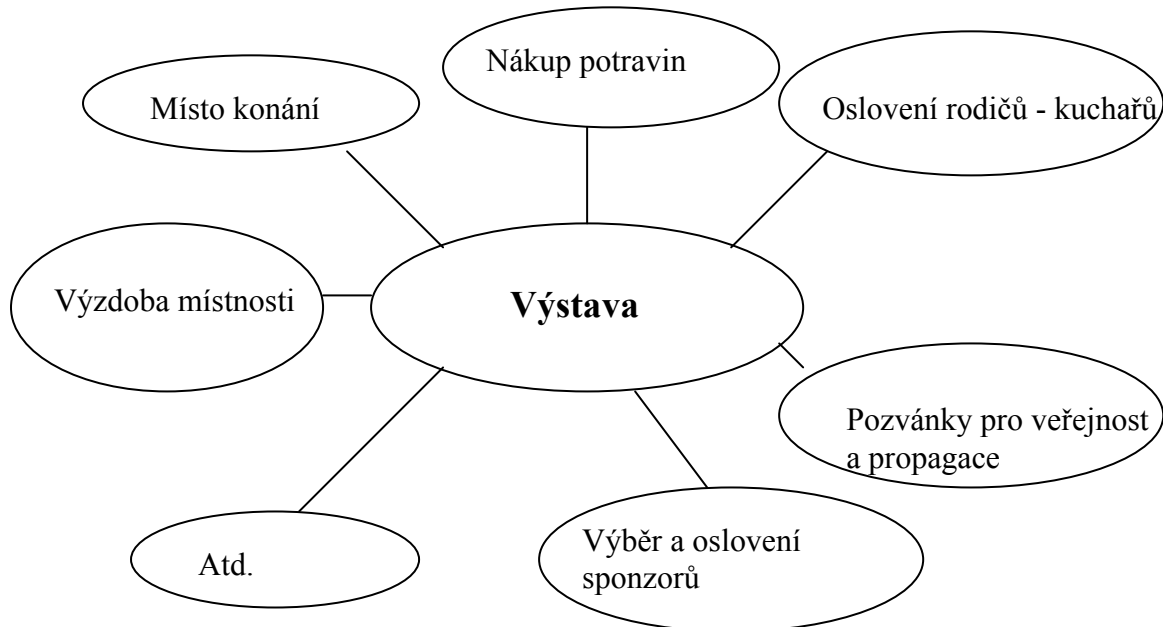 Nákup potravin
Místo konání
Oslovení rodičů - kuchařů
Výzdoba místnosti
Výstava
Pozvánky pro veřejnost
a propagace
Výběr a oslovení
sponzorů
Atd.